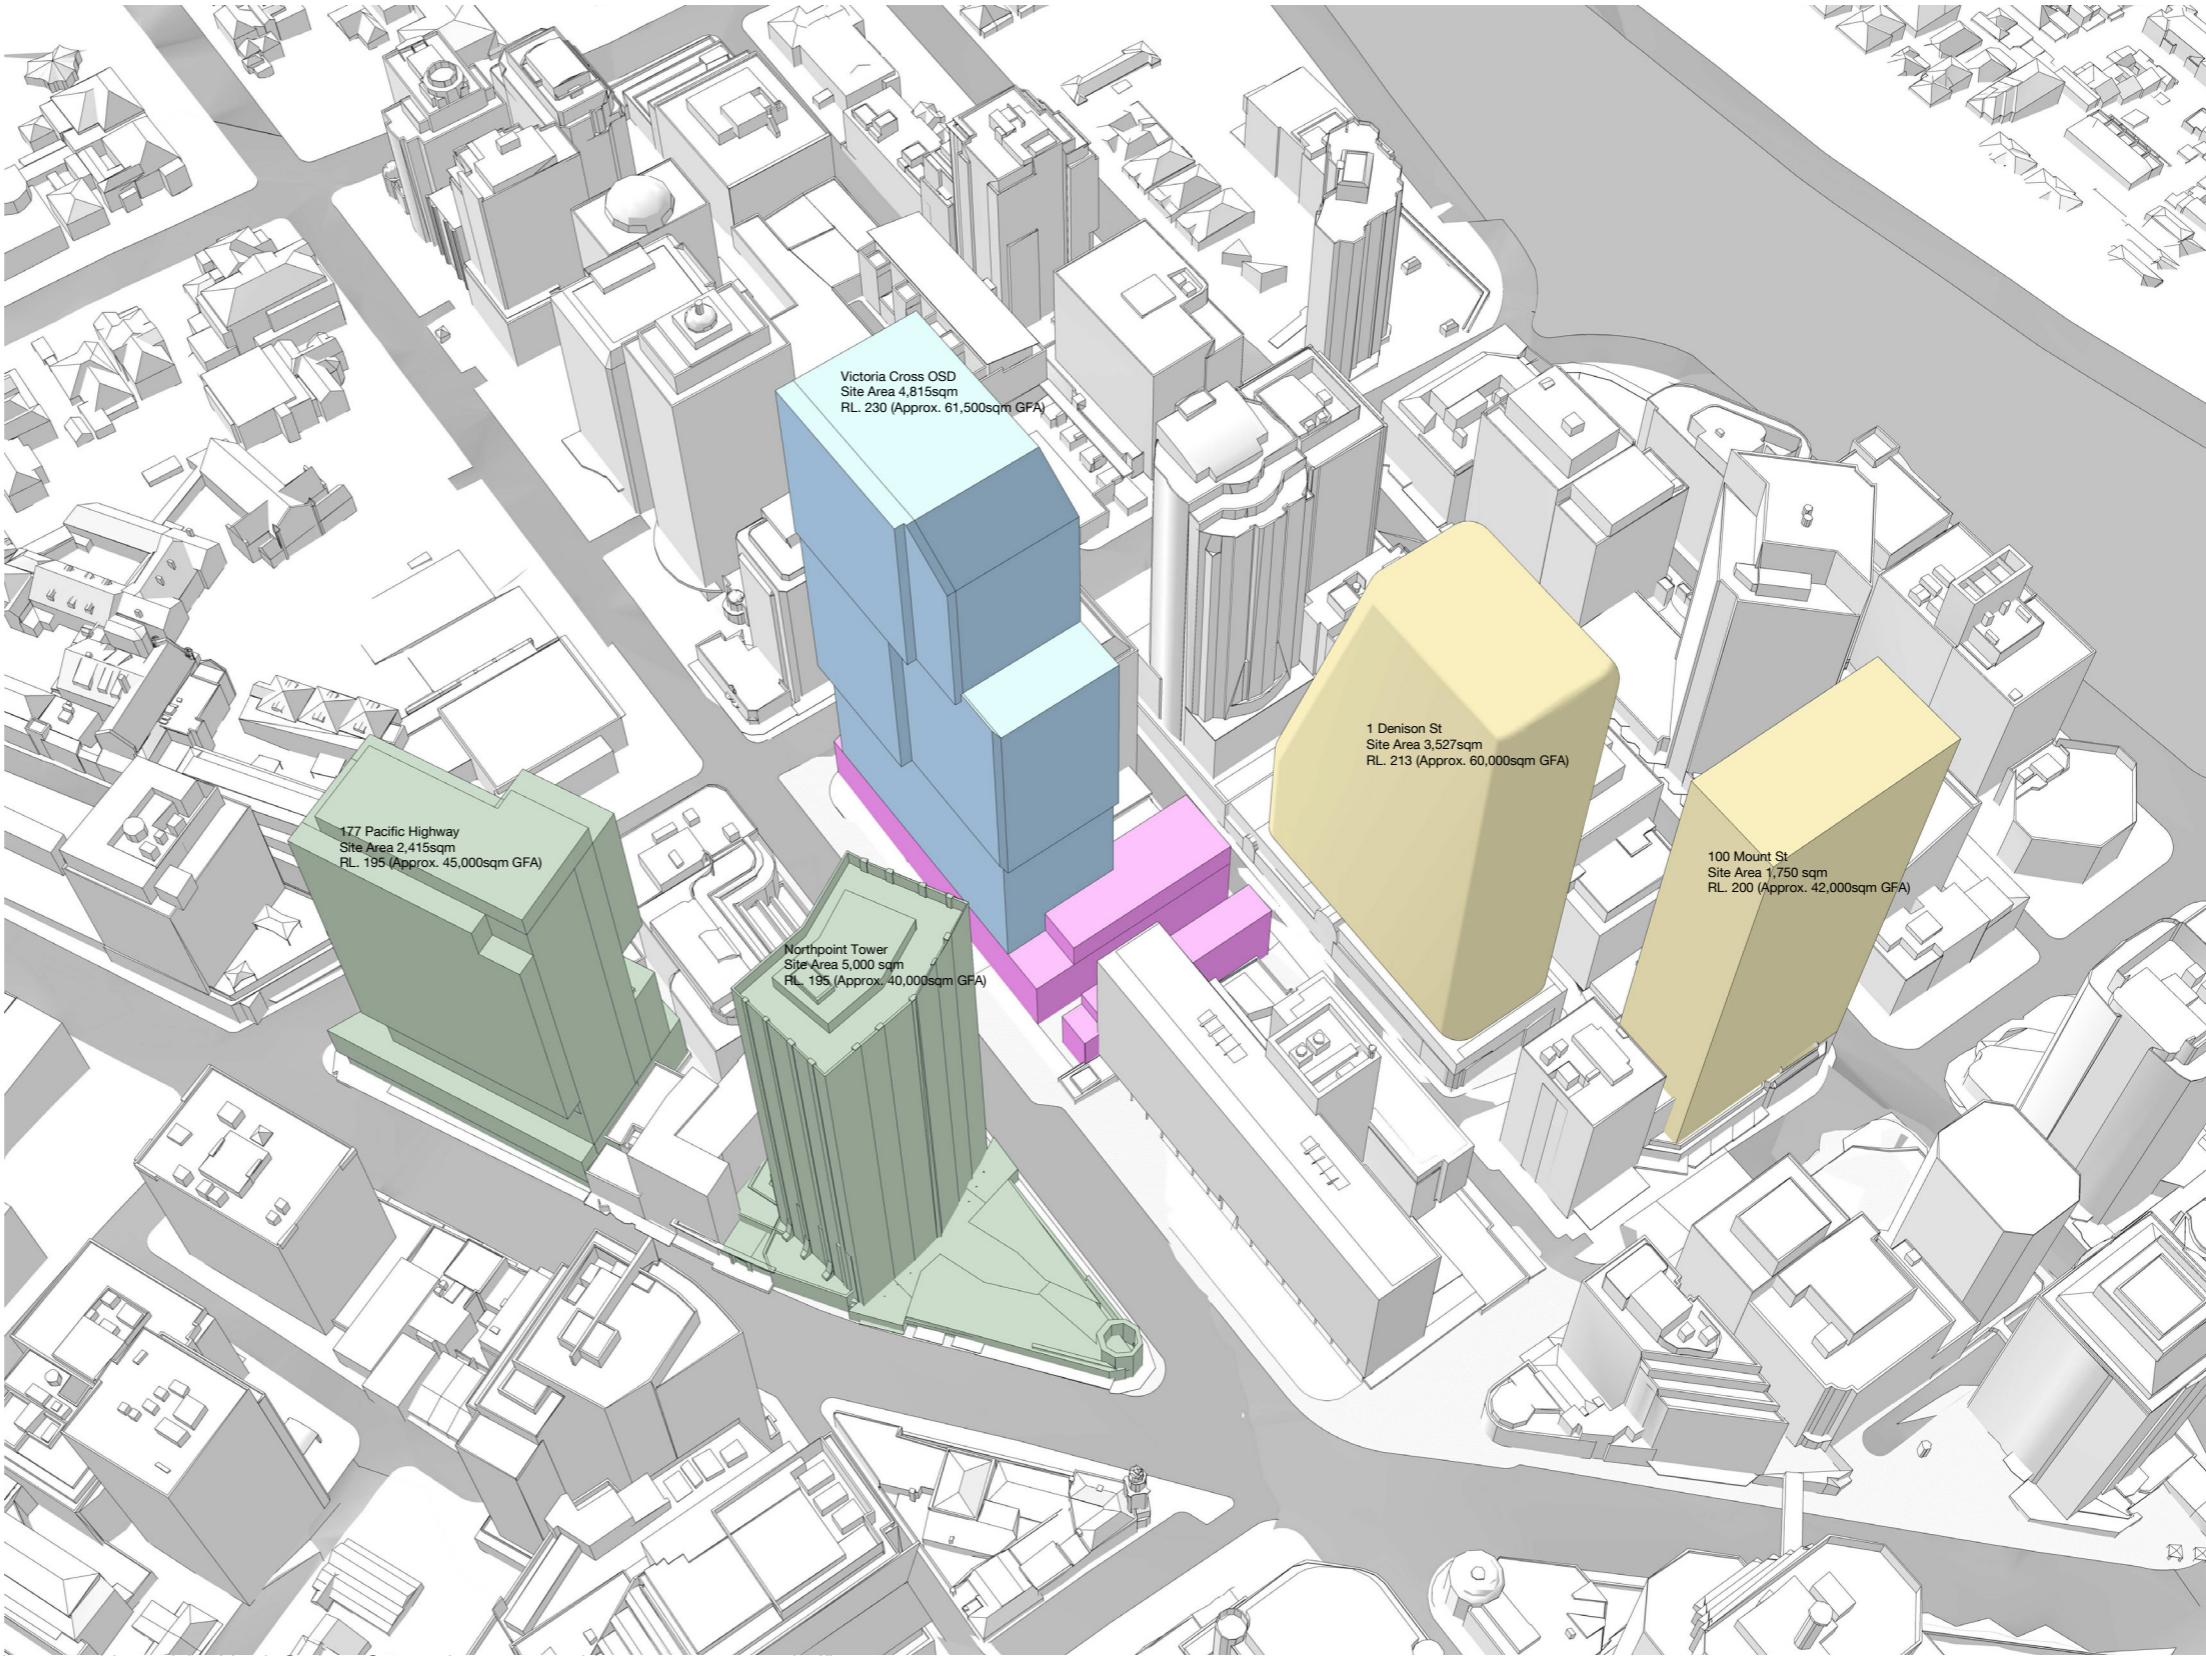 Victoria Cross OSD
Site Area 4,815sqm
RL. 230 (Approx. 61,500sqm GFA)
1 Denison St
Site Area 3,527sqm
RL. 213 (Approx. 60,000sqm GFA)
177 Pacific Highway
Site Area 2,415sqm
RL. 195 (Approx. 45,000sqm GFA)
100 Mount St
Site Area 1,750 sqm
RL. 200 (Approx. 42,000sqm GFA)
Northpoint Tower
Site Area 5,000 sqm
RL. 195 (Approx. 40,000sqm GFA)